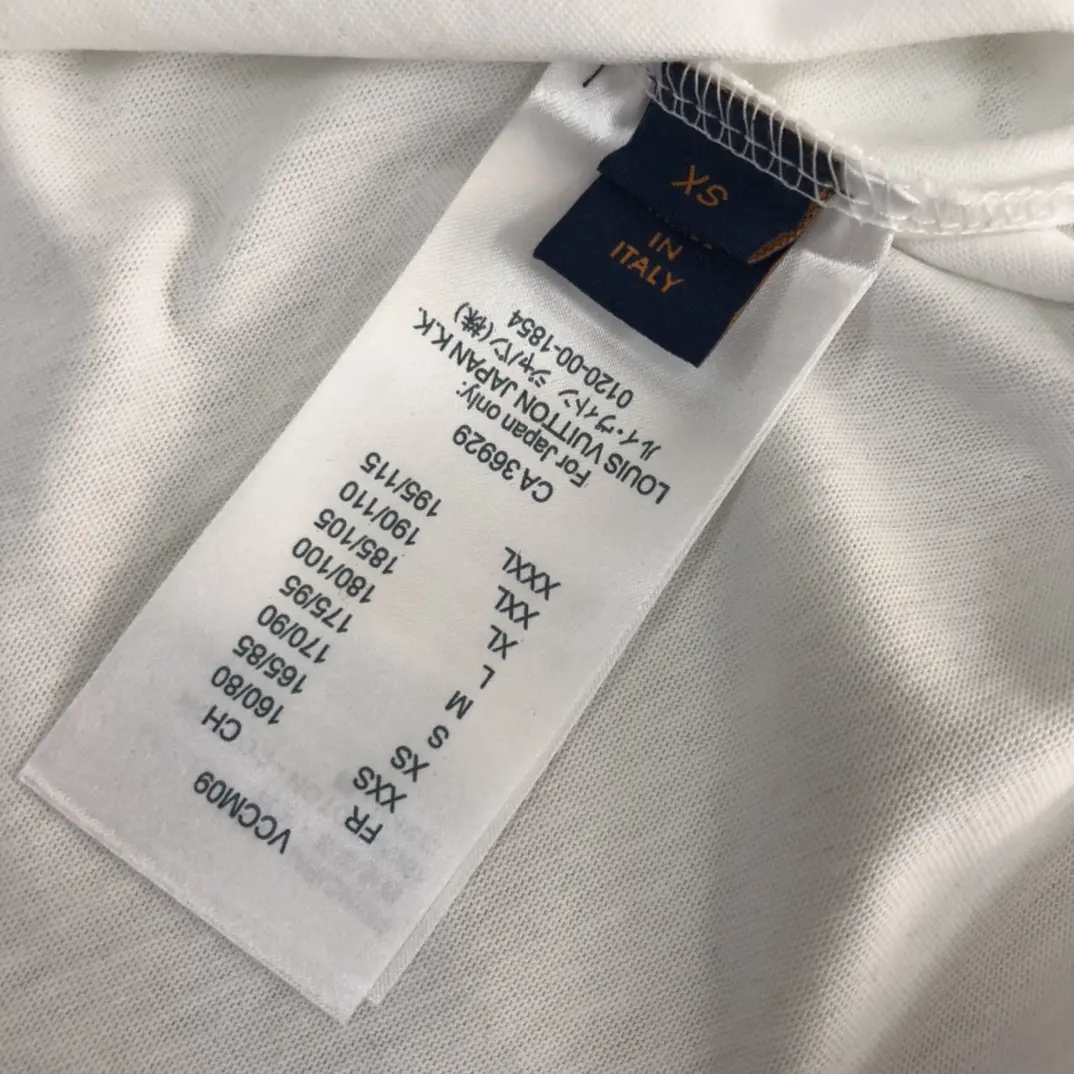 XS
IN
ITALY
VCCM09
FR CH
XXS 160/80
XS 165/85
S 170/90
M 175/95
L 180/100
XL 185/105
XXL 190/110
XXXL 195/115
CA 36929
For Japan only:
LOUIS VUITTON JAPAN K.K.
ルイ・ヴィトン ジャパン(株)
0120-00-1854